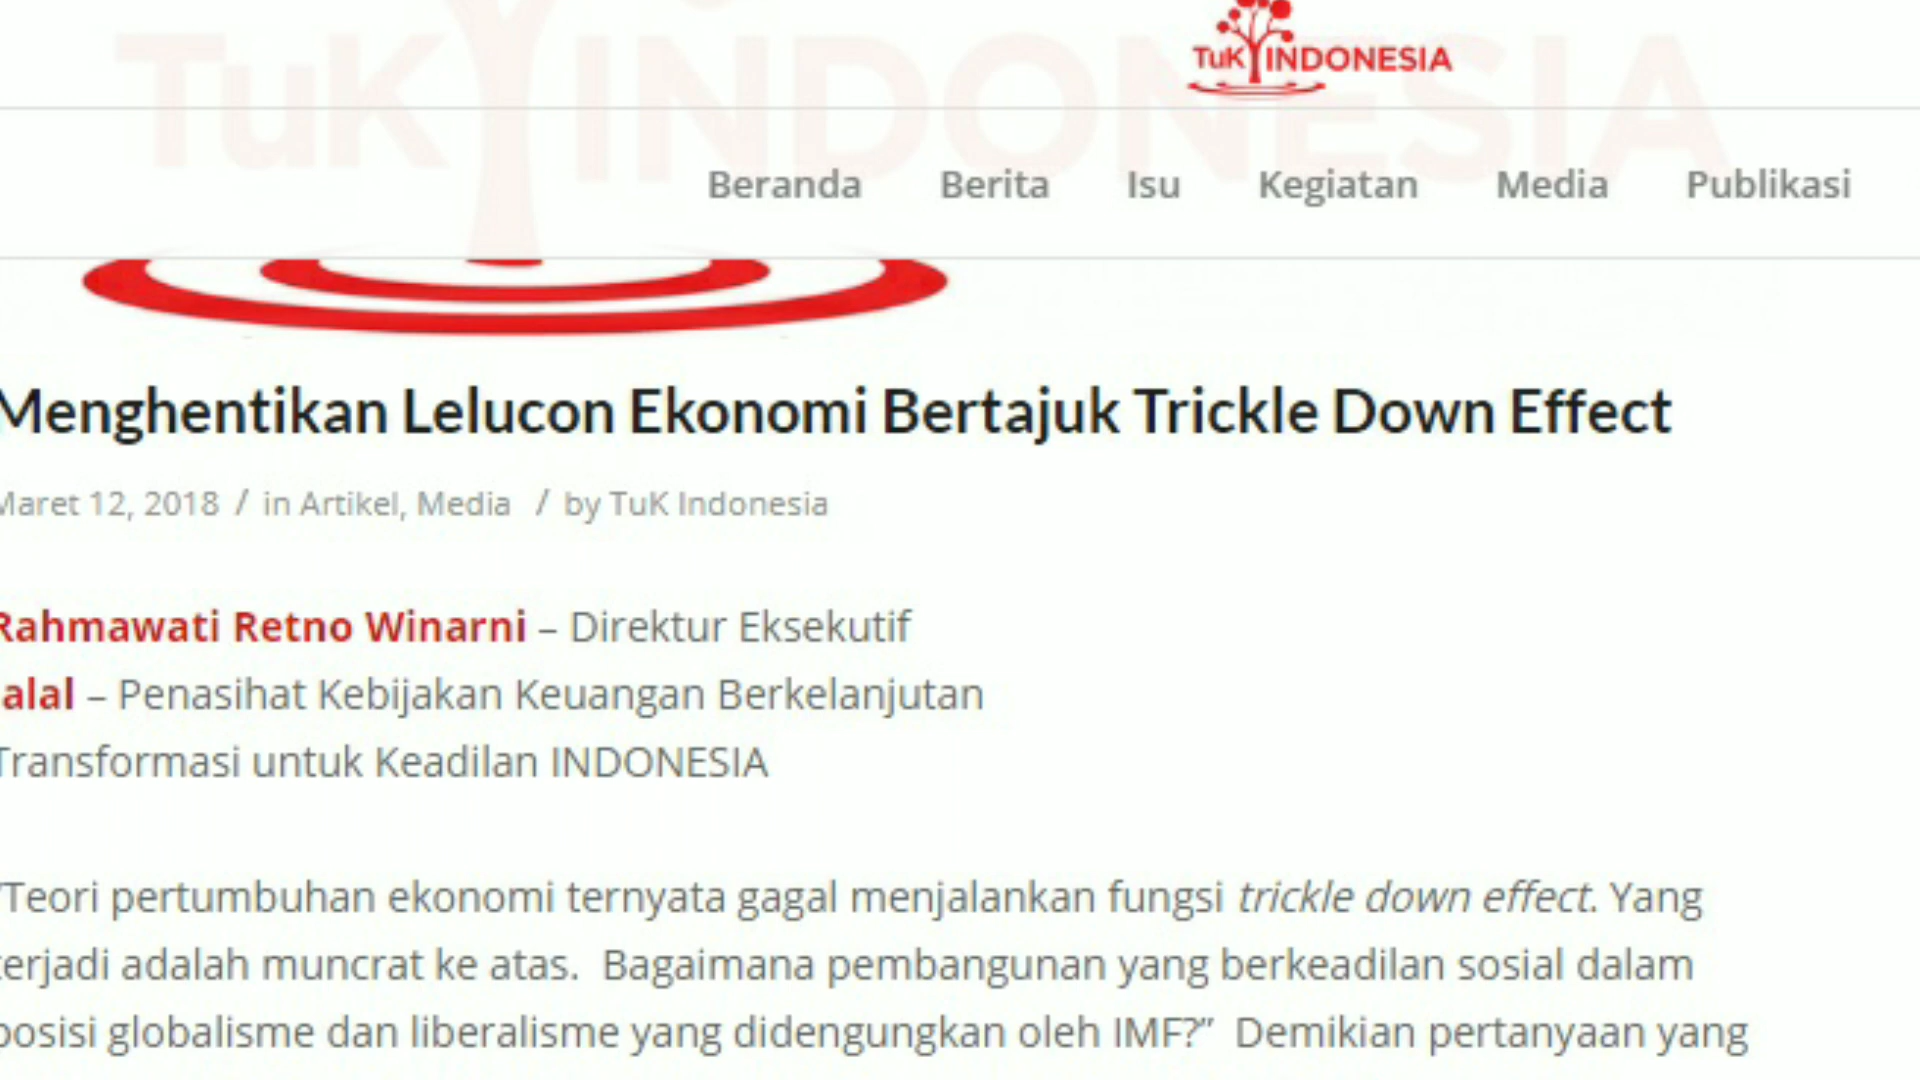 TuK INDONESIA
TuK INDONESIA
Beranda Berita Isu Kegiatan Media Publikasi
Menghentikan Lelucon Ekonomi Bertajuk Trickle Down Effect
Maret 12, 2018 / in Artikel, Media / by TuK Indonesia
Rahmawati Retno Winarni – Direktur Eksekutif
alal – Penasihat Kebijakan Keuangan Berkelanjutan
Transformasi untuk Keadilan INDONESIA
"Teori pertumbuhan ekonomi ternyata gagal menjalankan fungsi trickle down effect. Yang
terjadi adalah muncrat ke atas. Bagaimana pembangunan yang berkeadilan sosial dalam
posisi globalisme dan liberalisme yang didengungkan oleh IMF?” Demikian pertanyaan yang